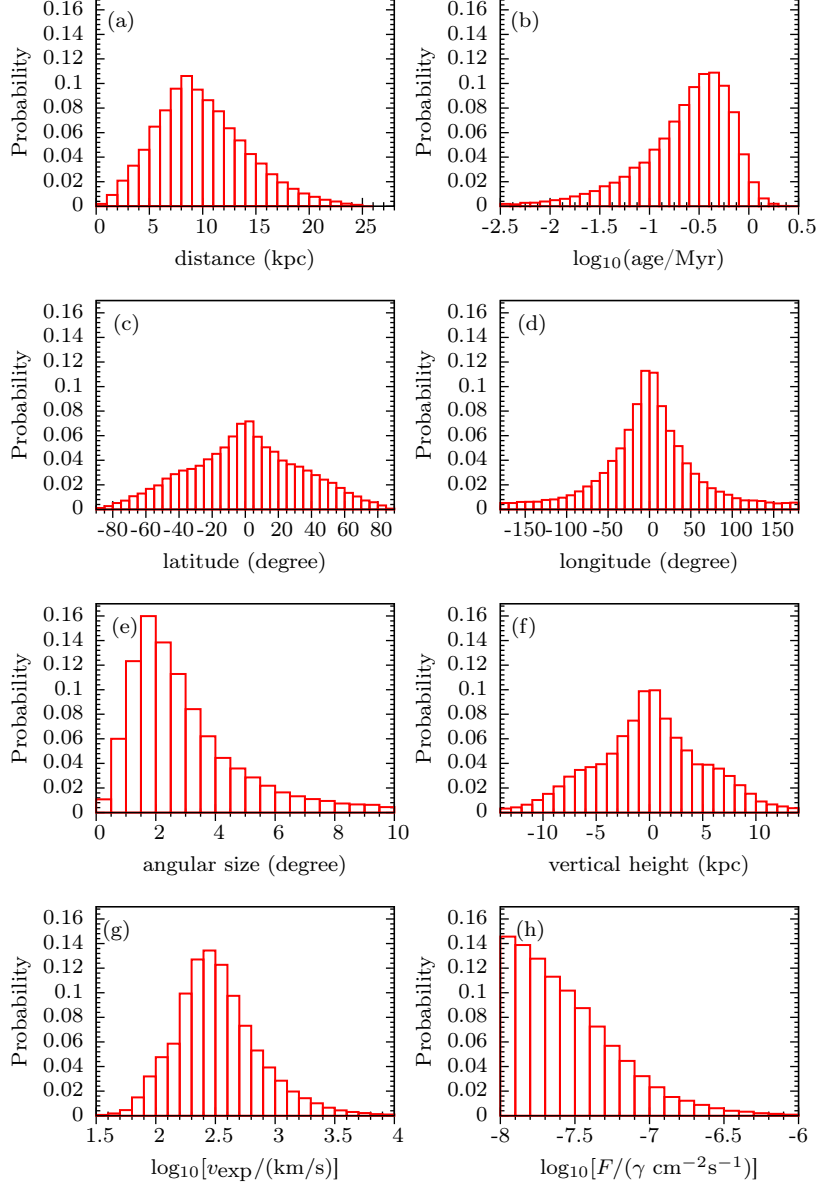 0.16
0.14
0.12
0.1
0.08
0.06
0.04
0.02
0
Probability
(a)
0 5 10 15 20 25
distance (kpc)
0.16
0.14
0.12
0.1
0.08
0.06
0.04
0.02
0
Probability
(b)
-2.5 -2 -1.5 -1 -0.5 0 0.5
log₁₀(age/Myr)
0.16
0.14
0.12
0.1
0.08
0.06
0.04
0.02
0
Probability
(c)
-80 -60 -40 -20 0 20 40 60 80
latitude (degree)
0.16
0.14
0.12
0.1
0.08
0.06
0.04
0.02
0
Probability
(d)
-150 -100 -50 0 50 100 150
longitude (degree)
0.16
0.14
0.12
0.1
0.08
0.06
0.04
0.02
0
Probability
(e)
0 2 4 6 8 10
angular size (degree)
0.16
0.14
0.12
0.1
0.08
0.06
0.04
0.02
0
Probability
(f)
-10 -5 0 5 10
vertical height (kpc)
0.16
0.14
0.12
0.1
0.08
0.06
0.04
0.02
0
Probability
(g)
1.5 2 2.5 3 3.5 4
log₁₀[v_exp/(km/s)]
0.16
0.14
0.12
0.1
0.08
0.06
0.04
0.02
0
Probability
(h)
-8 -7.5 -7 -6.5 -6
log₁₀[F/(γ cm⁻²s⁻¹)]